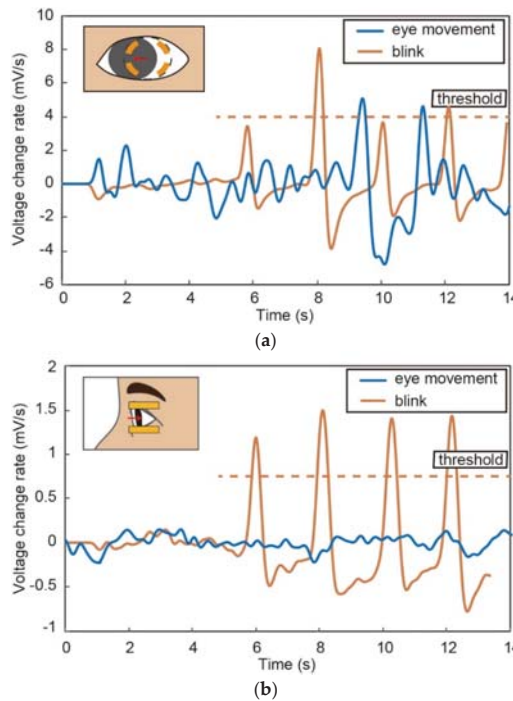 10
8
6
4
2
0
-2
-4
-6
Voltage change rate (mV/s)
eye movement
blink
threshold
0 2 4 6 8 10 12 14
Time (s)
(a)
2
1.5
1
0.5
0
-0.5
-1
Voltage change rate (mV/s)
eye movement
blink
threshold
0 2 4 6 8 10 12 14
Time (s)
(b)